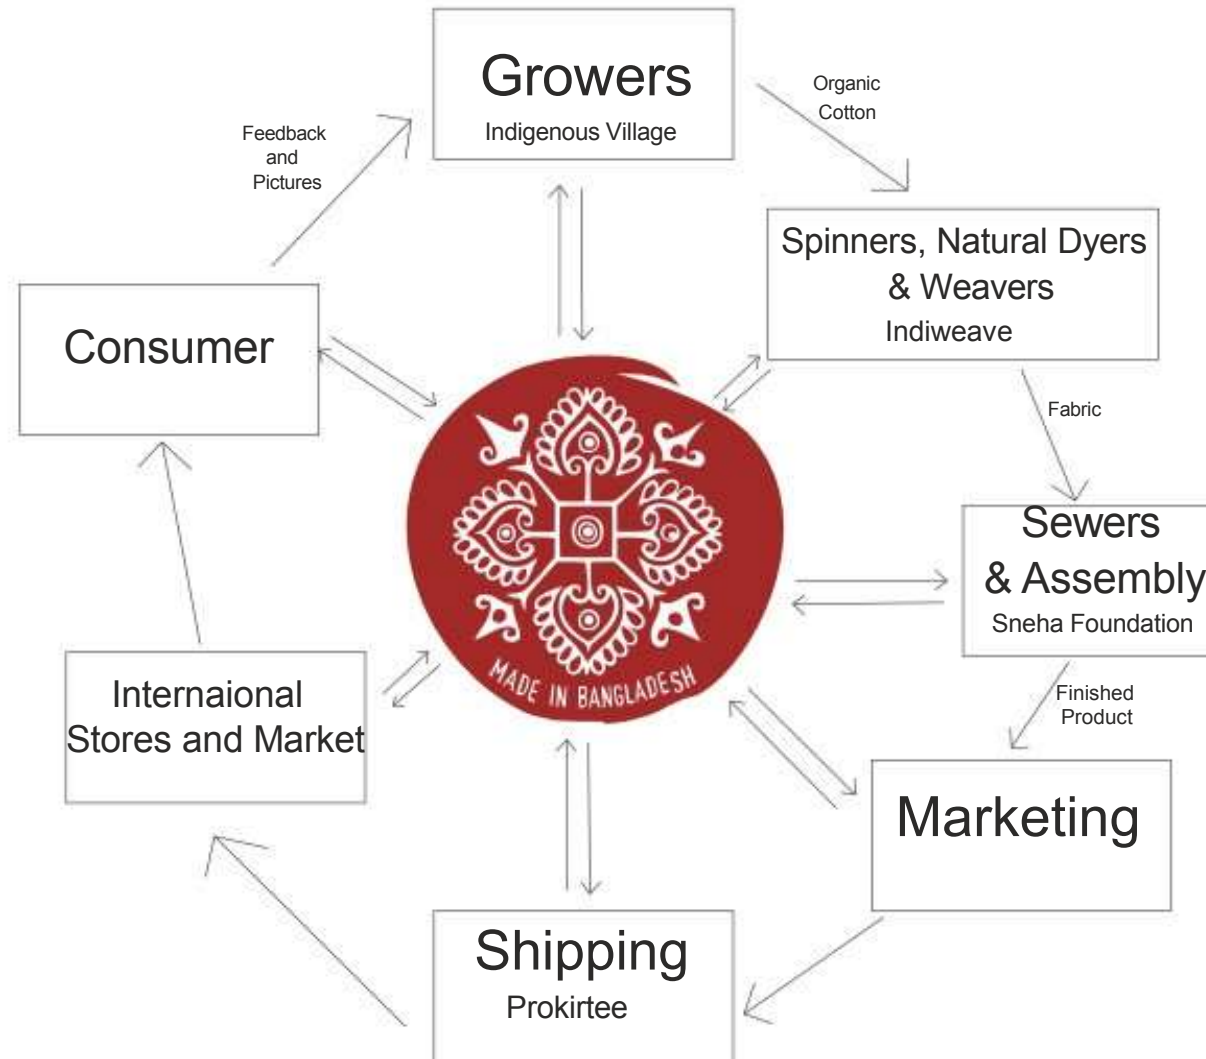 Growers
Indigenous Village
Organic
Cotton
Feedback
and
Pictures
Spinners, Natural Dyers
& Weavers
Indiweave
Consumer
Fabric
Sewers
& Assembly
Sneha Foundation
MADE IN BANGLADESH
Internaional
Stores and Market
Finished
Product
Marketing
Shipping
Prokirtee